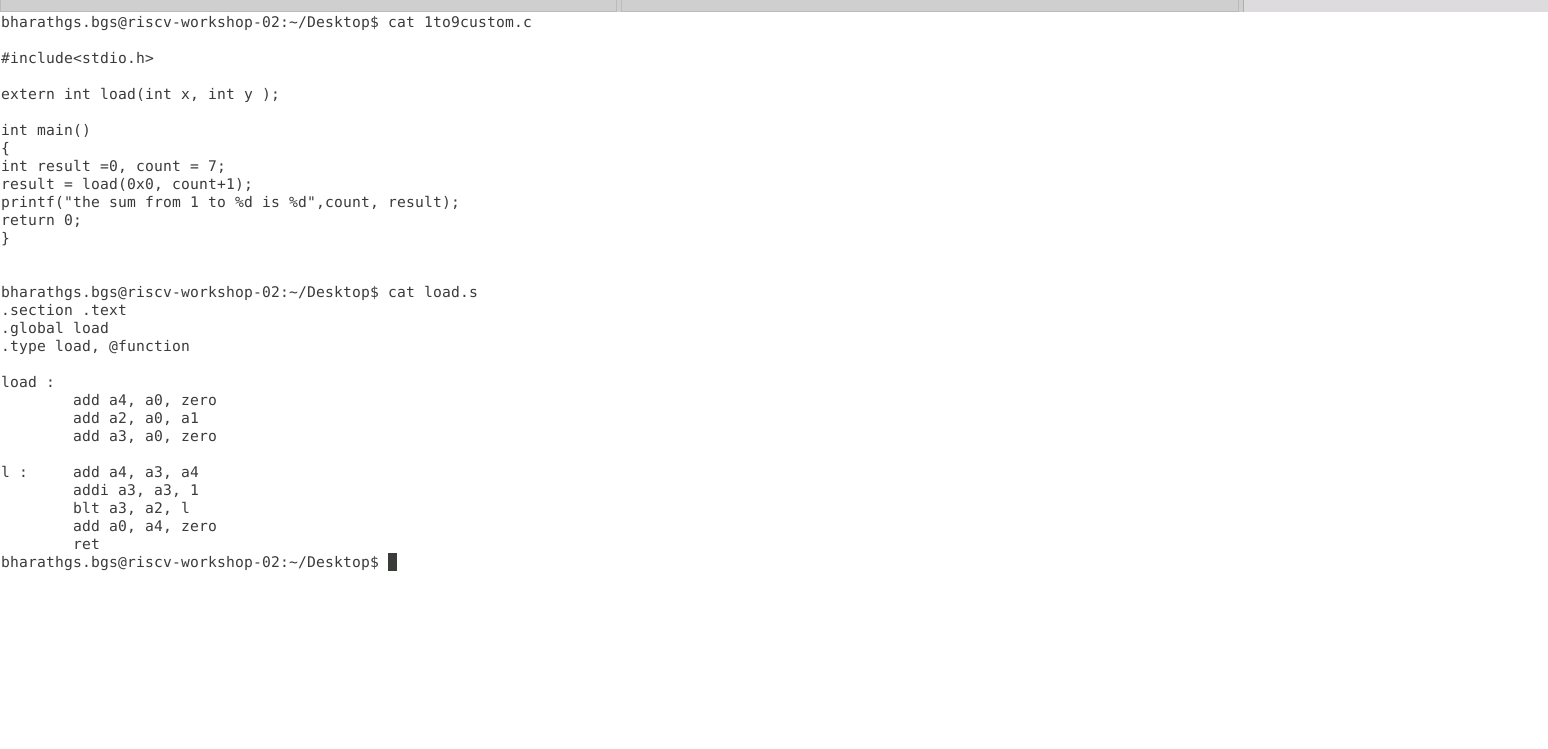 bharathgs.bgs@riscv-workshop-02:~/Desktop$ cat 1to9custom.c
#include<stdio.h>
extern int load(int x, int y );
int main()
{
int result =0, count = 7;
result = load(0x0, count+1);
printf("the sum from 1 to %d is %d",count, result);
return 0;
}
bharathgs.bgs@riscv-workshop-02:~/Desktop$ cat load.s
.section .text
.global load
.type load, @function
load :
        add a4, a0, zero
        add a2, a0, a1
        add a3, a0, zero
l :     add a4, a3, a4
        addi a3, a3, 1
        blt a3, a2, l
        add a0, a4, zero
        ret
bharathgs.bgs@riscv-workshop-02:~/Desktop$